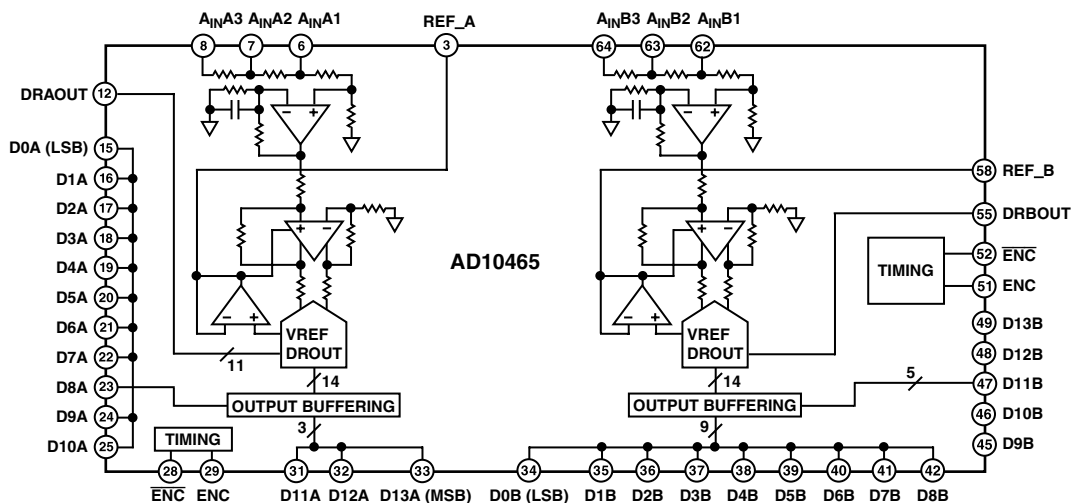 AINA3 AINA2 AINA1 REF_A AINB3 AINB2 AINB1
8 7 6 3 64 63 62
DRAOUT 12
D0A (LSB) 15
D1A 16
D2A 17
D3A 18
D4A 19
D5A 20
D6A 21
D7A 22
D8A 23
D9A 24
D10A 25
− +
+ −
− +
VREF
DROUT
11
14
OUTPUT BUFFERING
3
TIMING
AD10465
− +
+ −
− +
VREF
DROUT
14
OUTPUT BUFFERING
9
5
TIMING
58 REF_B
55 DRBOUT
52 ENC
51 ENC
49 D13B
48 D12B
47 D11B
46 D10B
45 D9B
28 29 31 32 33 34 35 36 37 38 39 40 41 42
ENC ENC D11A D12A D13A (MSB) D0B (LSB) D1B D2B D3B D4B D5B D6B D7B D8B